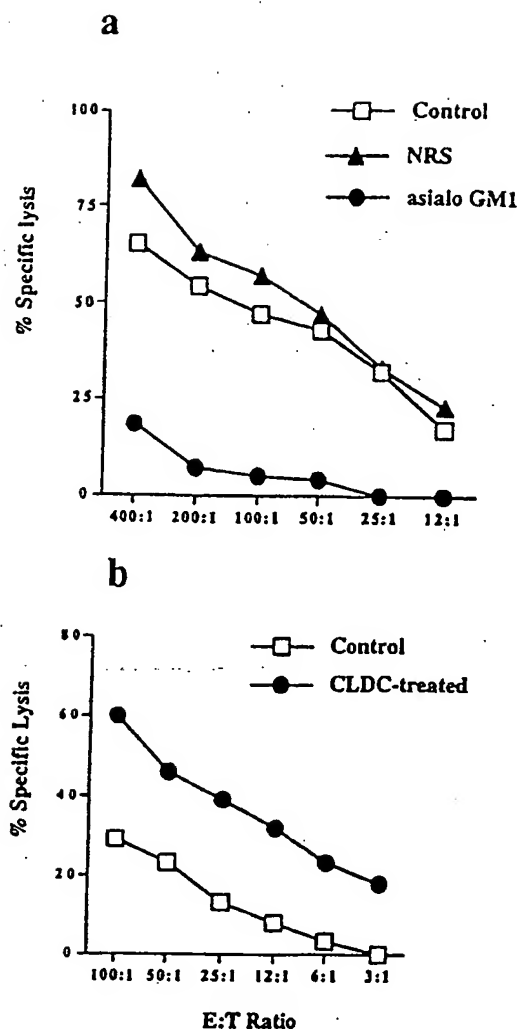 a
100
75
50
25
0
% Specific lysis
Control
NRS
asialo GM1
400:1 200:1 100:1 50:1 25:1 12:1
b
80
60
40
20
0
% Specific Lysis
Control
CLDC-treated
100:1 50:1 25:1 12:1 6:1 3:1
E:T Ratio